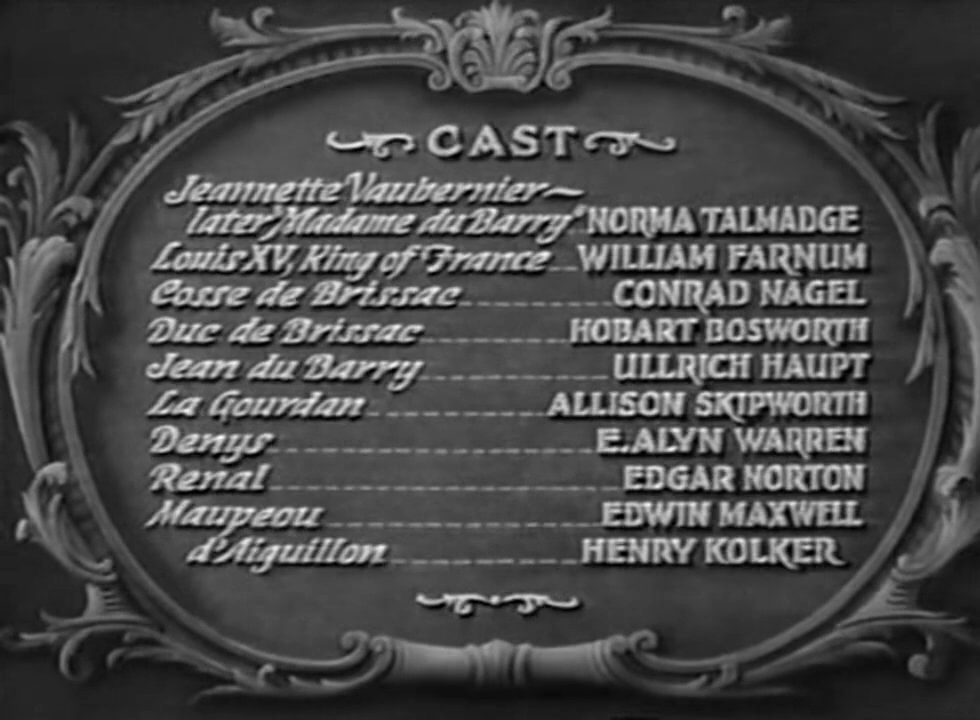 CAST
Jeannette Vaubernier~
later "Madame du Barry" NORMA TALMADGE
Louis XV, King of France WILLIAM FARNUM
Cosse de Brissac CONRAD NAGEL
Duc de Brissac HOBART BOSWORTH
Jean du Barry ULLRICH HAUPT
La Gourdan ALLISON SKIPWORTH
Denys E. ALYN WARREN
Renal EDGAR NORTON
Maupeou EDWIN MAXWELL
d'Aiguillon HENRY KOLKER